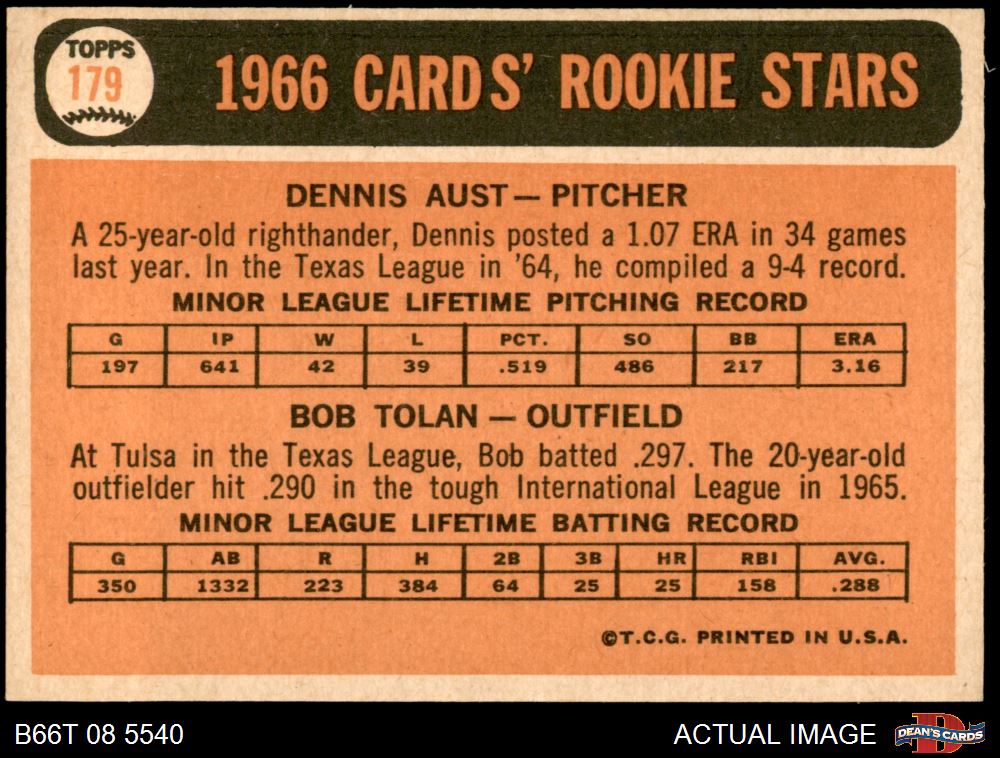 TOPPS
179
1966 CARDS' ROOKIE STARS
DENNIS AUST — PITCHER
A 25-year-old righthander, Dennis posted a 1.07 ERA in 34 games
last year. In the Texas League in '64, he compiled a 9-4 record.
MINOR LEAGUE LIFETIME PITCHING RECORD
G IP W L PCT. SO BB ERA
197 641 42 39 .519 486 217 3.16
BOB TOLAN — OUTFIELD
At Tulsa in the Texas League, Bob batted .297. The 20-year-old
outfielder hit .290 in the tough International League in 1965.
MINOR LEAGUE LIFETIME BATTING RECORD
G AB R H 2B 3B HR RBI AVG.
350 1332 223 384 64 25 25 158 .288
©T.C.G. PRINTED IN U.S.A.
B66T 08 5540
ACTUAL IMAGE
D
DEAN'S CARDS